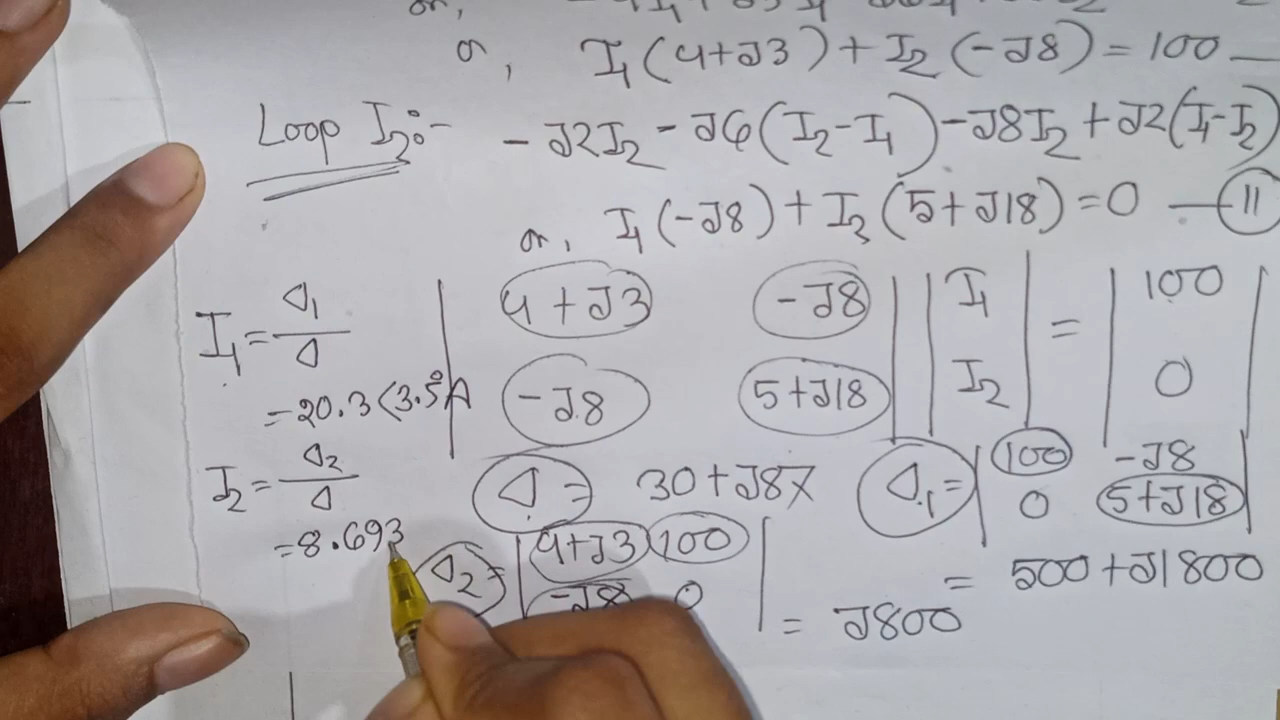 or,
or, I1(4+J3)+I2(-J8)=100 —
Loop I2:- -J2I2-J6(I2-I1)-J8I2+J2(I1-I2)
or, I1(-J8)+I2(5+J18)=0 —(11)
I1=Δ1/Δ
=20.3<3.5°A
I2=Δ2/Δ
=8.693
|4+J3 -J8| |I1| = |100|
|-J8 5+J18| |I2| |0|
Δ= 30+J87
Δ1= |100 -J8|
|0 5+J18|
= 500+J1800
Δ2= |4+J3 100|
|-J8 0|
= J800